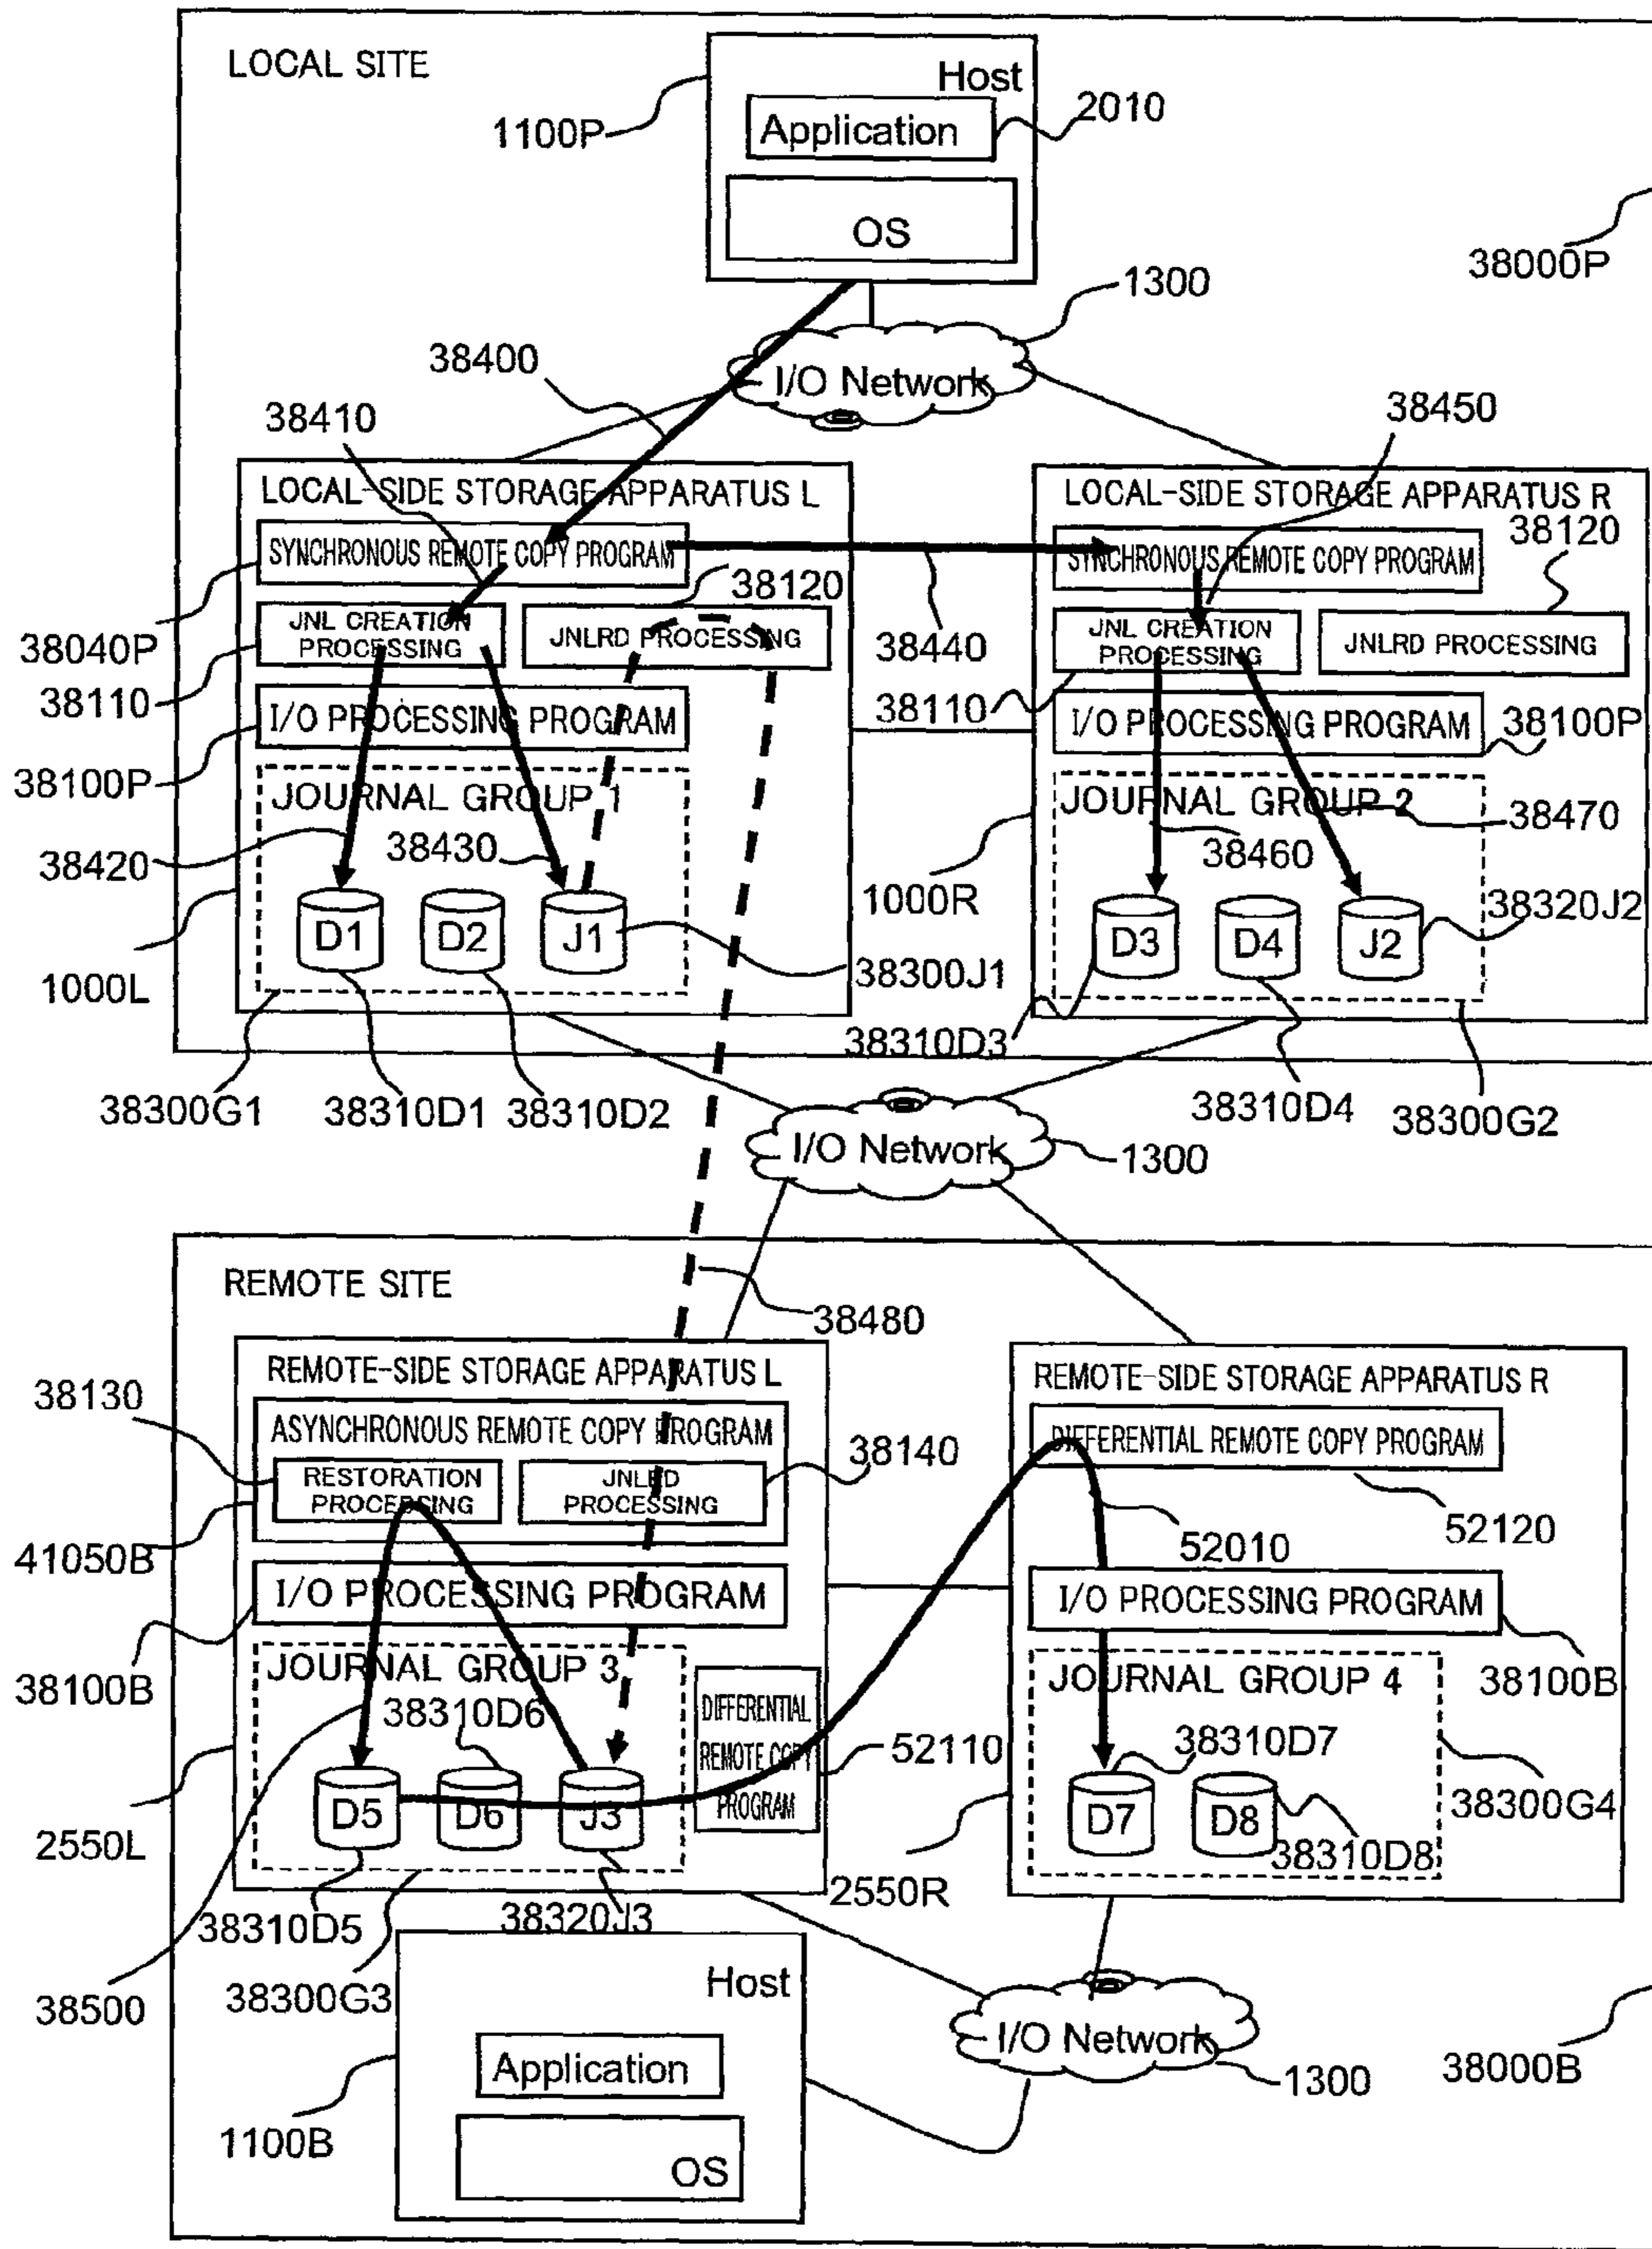 LOCAL SITE
Host
Application
OS
1100P
2010
38000P
1300
I/O Network
38400
38410
38450
LOCAL-SIDE STORAGE APPARATUS L
LOCAL-SIDE STORAGE APPARATUS R
38120
SYNCHRONOUS REMOTE COPY PROGRAM
SYNCHRONOUS REMOTE COPY PROGRAM
38120
38040P
JNL CREATION
PROCESSING
JNLRD PROCESSING
38440
JNL CREATION
PROCESSING
JNLRD PROCESSING
38110
38110
I/O PROCESSING PROGRAM
I/O PROCESSING PROGRAM
38100P
38100P
JOURNAL GROUP 1
JOURNAL GROUP 2
38470
38420
38430
38460
1000R
38320J2
D1
D2
J1
D3
D4
J2
1000L
38300J1
38310D3
38300G1
38310D1
38310D2
38310D4
38300G2
I/O Network
1300
REMOTE SITE
38480
REMOTE-SIDE STORAGE APPARATUS L
REMOTE-SIDE STORAGE APPARATUS R
38130
ASYNCHRONOUS REMOTE COPY PROGRAM
38140
DIFFERENTIAL REMOTE COPY PROGRAM
RESTORATION
PROCESSING
JNLRD
PROCESSING
52120
41050B
52010
I/O PROCESSING PROGRAM
I/O PROCESSING PROGRAM
38100B
JOURNAL GROUP 3
JOURNAL GROUP 4
38100B
38310D6
DIFFERENTIAL
REMOTE COPY
PROGRAM
52110
38310D7
38300G4
D5
D6
J3
D7
D8
2550L
38310D8
2550R
38310D5
38320J3
38500
38300G3
Host
Application
OS
I/O Network
1300
38000B
1100B